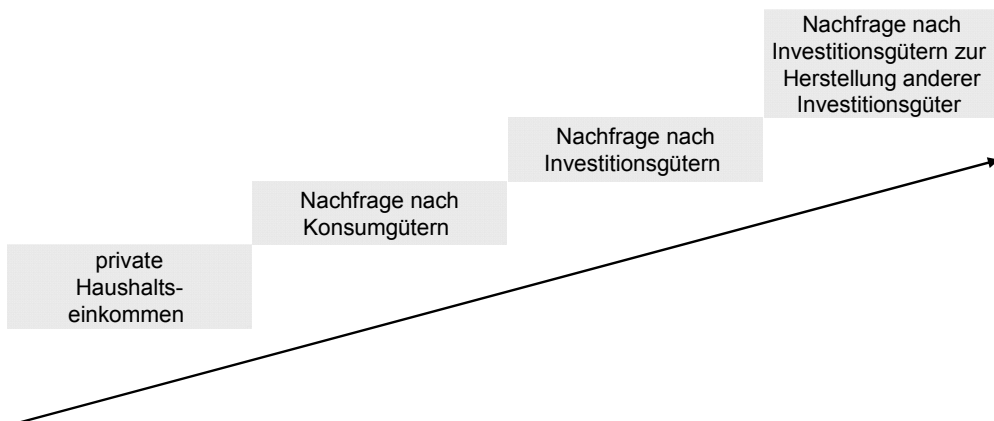 Nachfrage nach
Investitionsgütern zur
Herstellung anderer
Investitionsgüter
Nachfrage nach
Investitionsgütern
Nachfrage nach
Konsumgütern
private
Haushalts-
einkommen